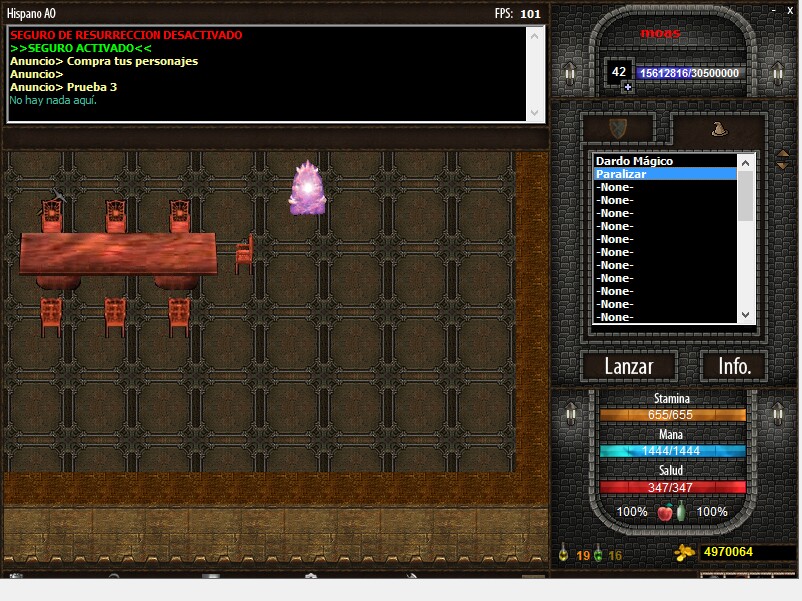 Hispano AO
FPS: 101
SEGURO DE RESURRECCION DESACTIVADO
>>SEGURO ACTIVADO<<
Anuncio> Compra tus personajes
Anuncio>
Anuncio> Prueba 3
No hay nada aquí.
- X
moas
42
15612816/30500000
+
Dardo Mágico
Paralizar
-None-
-None-
-None-
-None-
-None-
-None-
-None-
-None-
-None-
-None-
-None-
Lanzar
Info.
Stamina
655/655
Mana
1444/1444
Salud
347/347
100%
100%
19
16
4970064